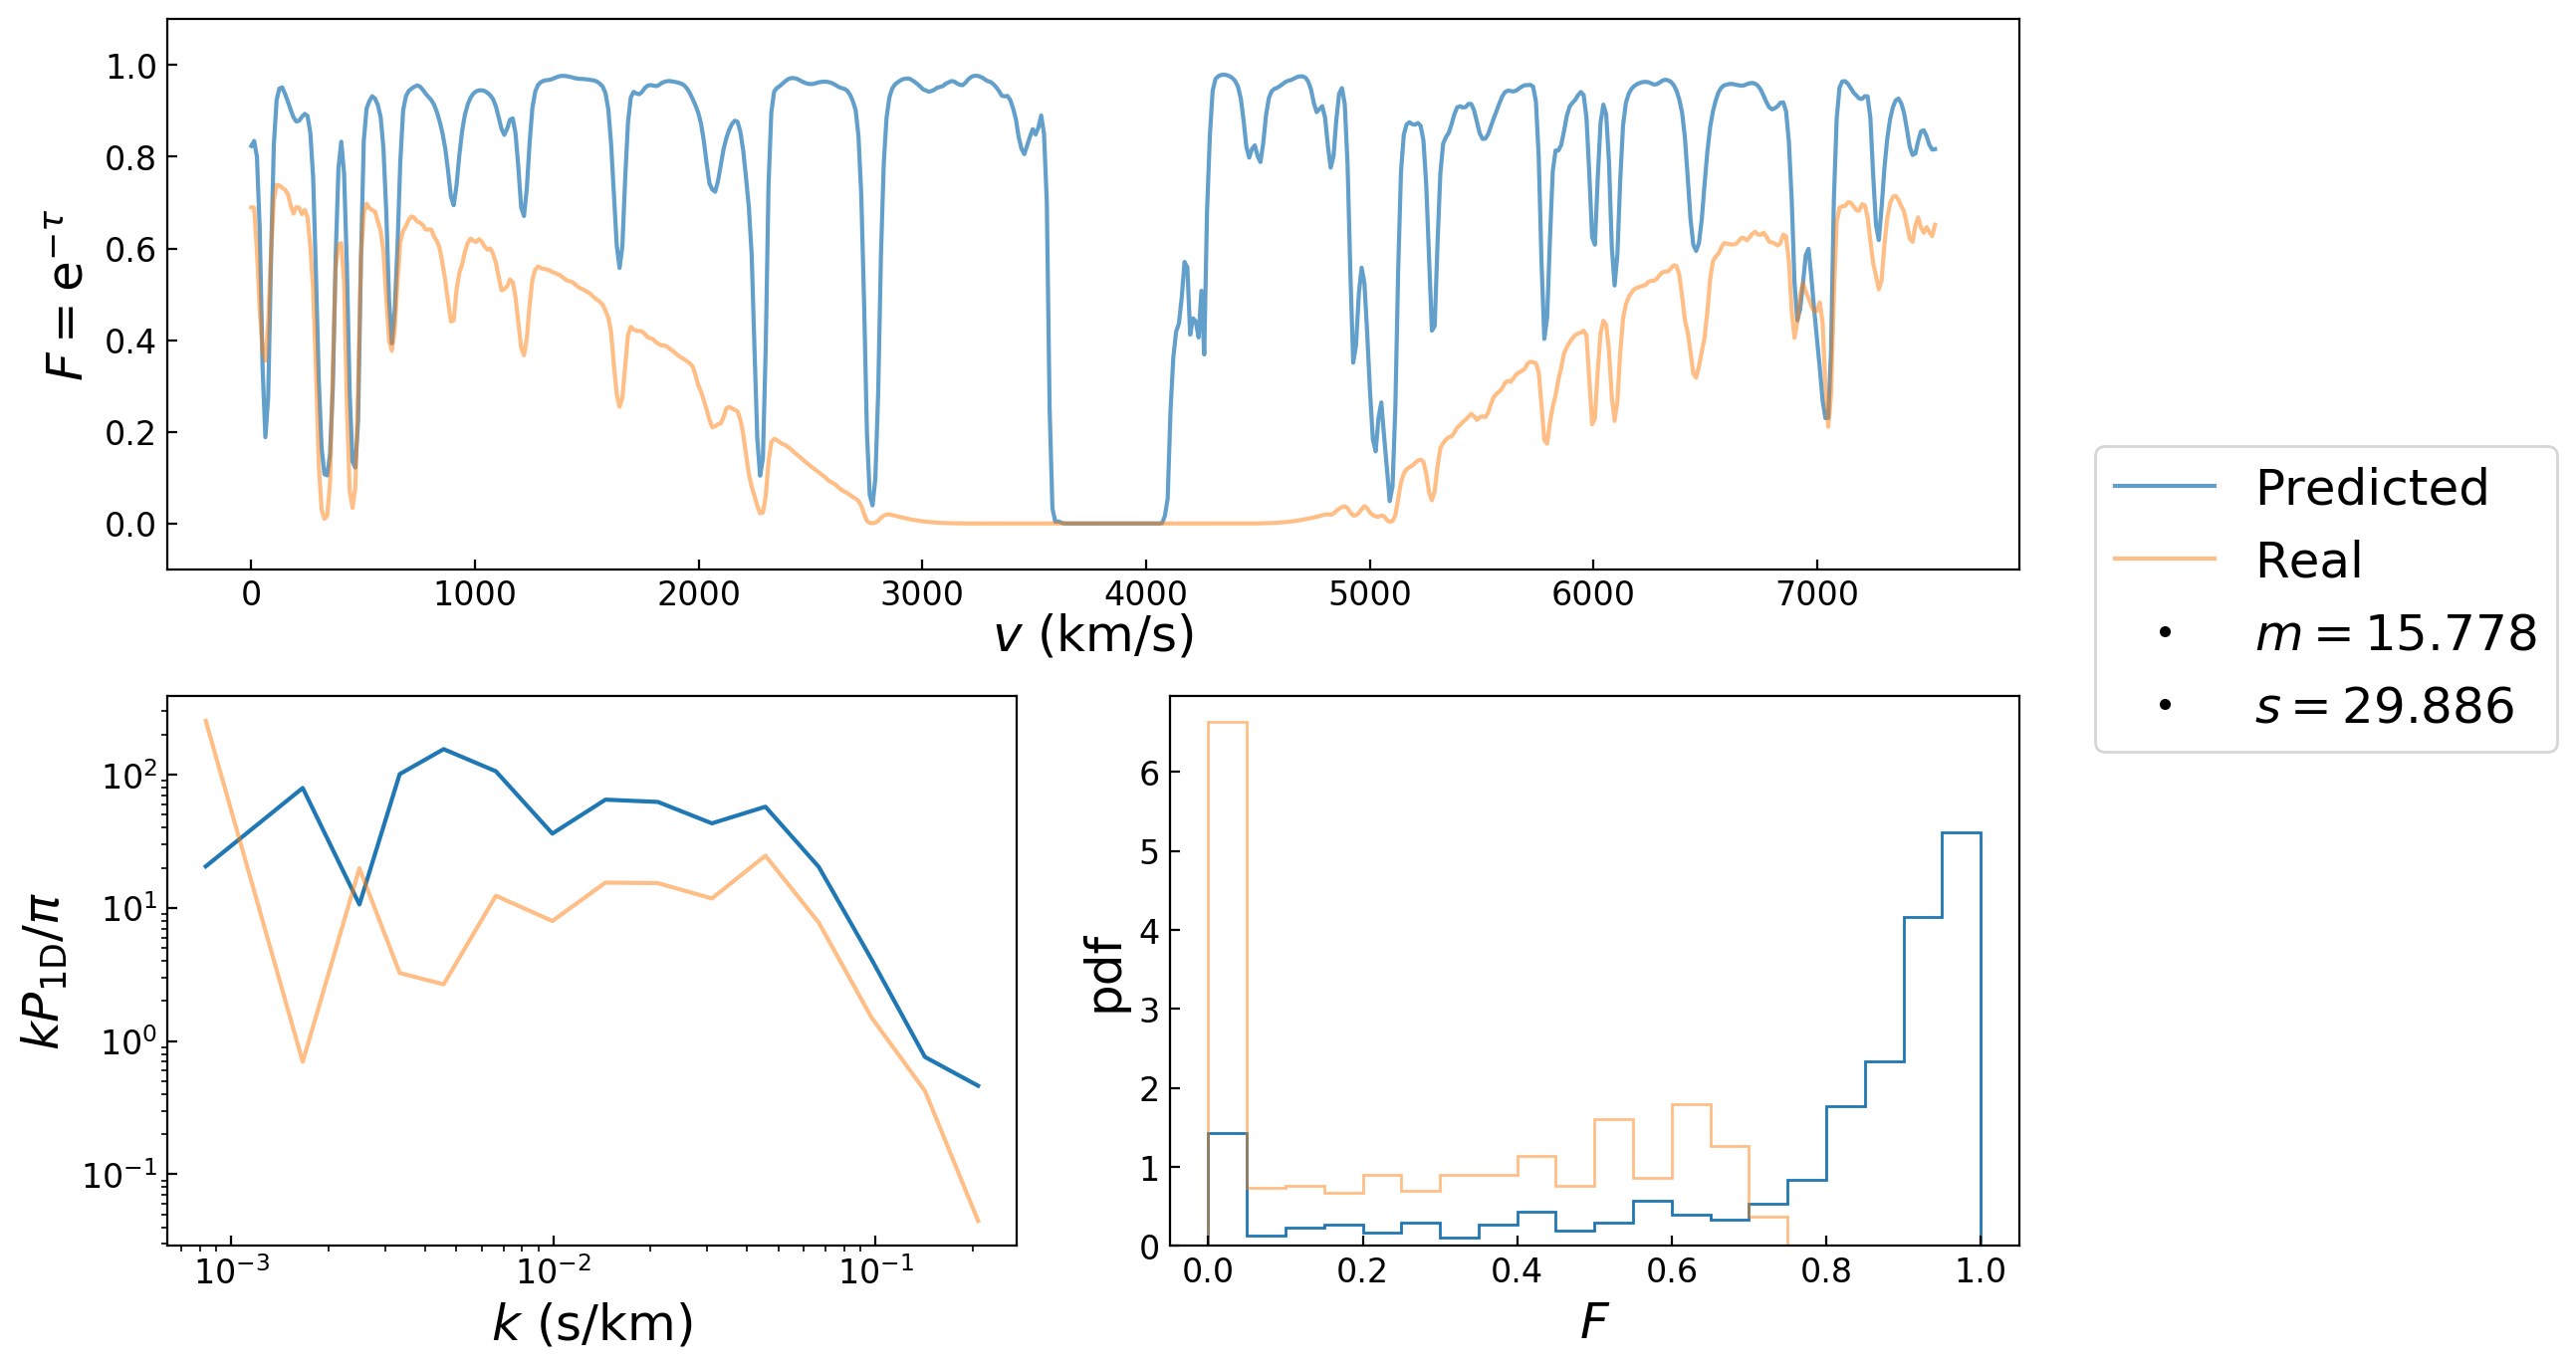 1.0
0.8
0.6
0.4
0.2
0.0
F = e^{-τ}
0 1000 2000 3000 4000 5000 6000 7000
v (km/s)
Predicted
Real
m = 15.778
s = 29.886
10^2
10^1
10^0
10^{-1}
kP_{1D}/π
10^{-3} 10^{-2} 10^{-1}
k (s/km)
6
5
4
3
2
1
0
pdf
0.0 0.2 0.4 0.6 0.8 1.0
F